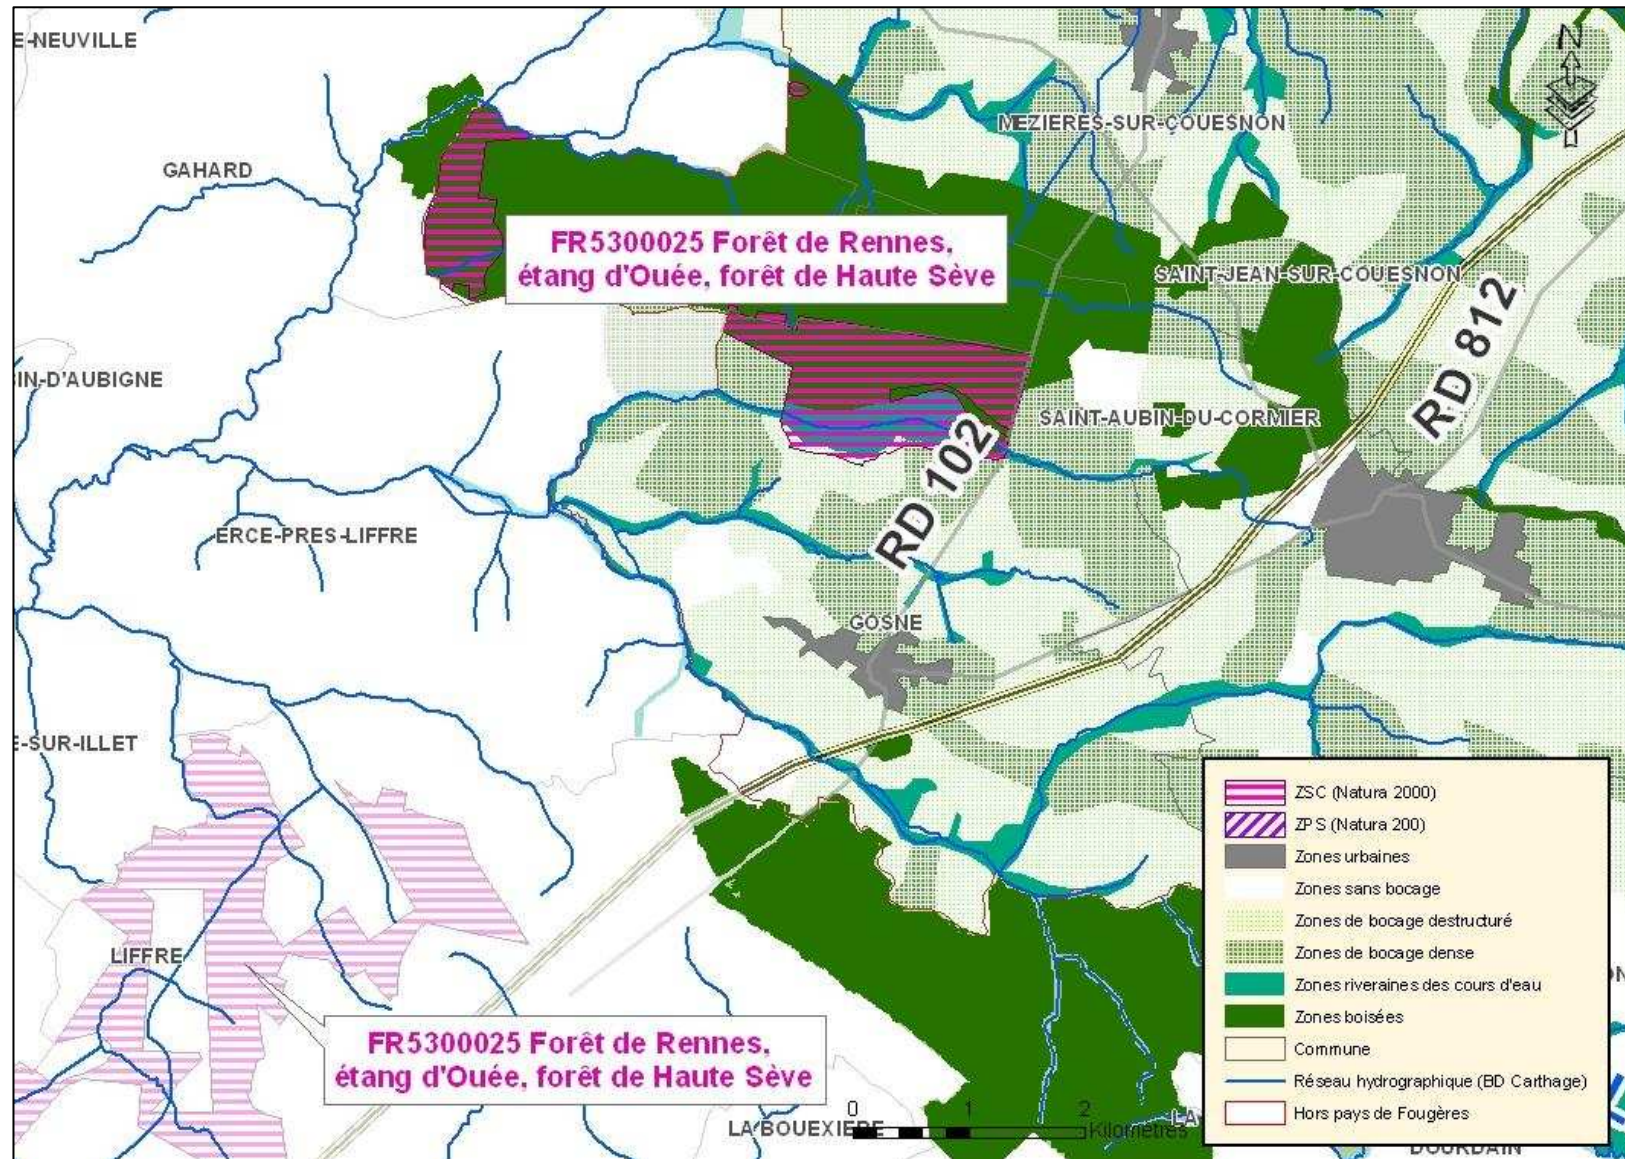 E-NEUVILLE
N
MEZIERES-SUR-COUESNON
GAHARD
FR5300025 Forêt de Rennes,
étang d'Ouée, forêt de Haute Sève
SAINT-JEAN-SUR-COUESNON
RD 812
IN-D'AUBIGNE
SAINT-AUBIN-DU-CORMIER
RD 102
ERCE-PRES-LIFFRE
GOSNE
E-SUR-ILLET
LIFFRE
FR5300025 Forêt de Rennes,
étang d'Ouée, forêt de Haute Sève
ZSC (Natura 2000)
ZPS (Natura 200)
Zones urbaines
Zones sans bocage
Zones de bocage destructuré
Zones de bocage dense
Zones riveraines des cours d'eau
Zones boisées
Commune
Réseau hydrographique (BD Carthage)
Hors pays de Fougères
0 1 2
Kilomètres
LA BOUEXIERE
LA
DOURDAIN